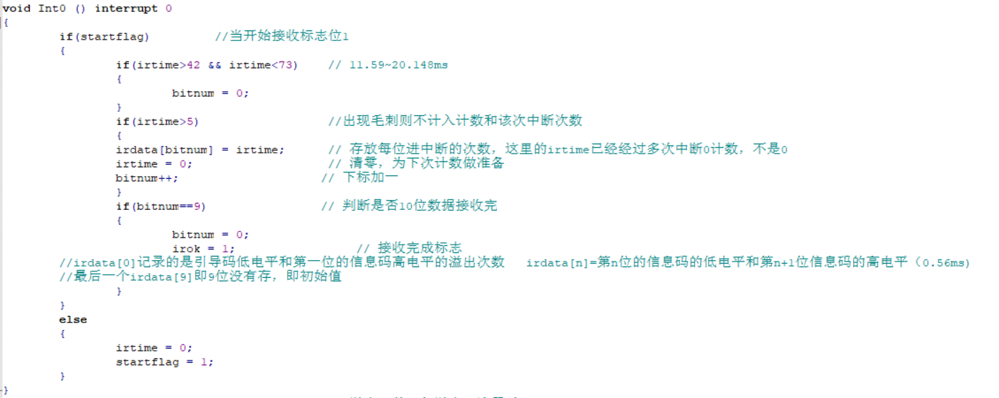 void Int0 () interrupt 0
{
if(startflag) //当开始接收标志位1
{
if(irtime>42 && irtime<73) // 11.59~20.148ms
{
bitnum = 0;
}
if(irtime>5) //出现毛刺则不计入计数和该次中断次数
{
irdata[bitnum] = irtime; // 存放每位进中断的次数，这里的irtime已经经过多次中断0计数，不是0
irtime = 0; // 清零，为下次计数做准备
bitnum++; // 下标加一
}
if(bitnum==9) // 判断是否10位数据接收完
{
bitnum = 0;
irok = 1; // 接收完成标志
//irdata[0]记录的是引导码低电平和第一位的信息码高电平的溢出次数 irdata[n]=第n位的信息码的低电平和第n+1位信息码的高电平（0.56ms)
//最后一个irdata[9]即9位没有存，即初始值
}
}
else
{
irtime = 0;
startflag = 1;
}
}